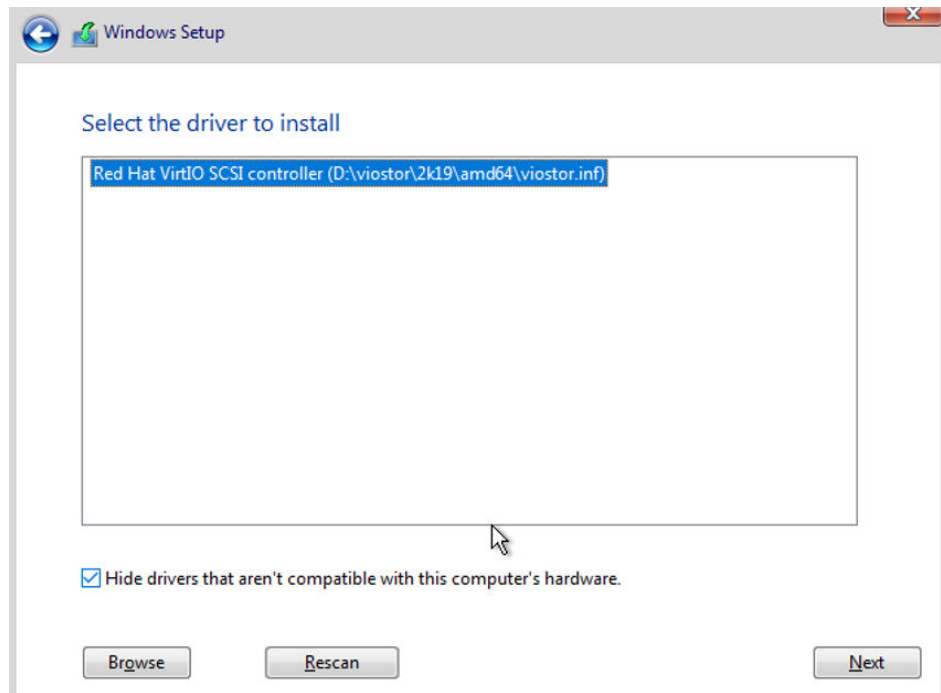 Windows Setup
Select the driver to install
Red Hat VirtIO SCSI controller (D:\viostor\2k19\amd64\viostor.inf)
Hide drivers that aren't compatible with this computer's hardware.
Browse
Rescan
Next